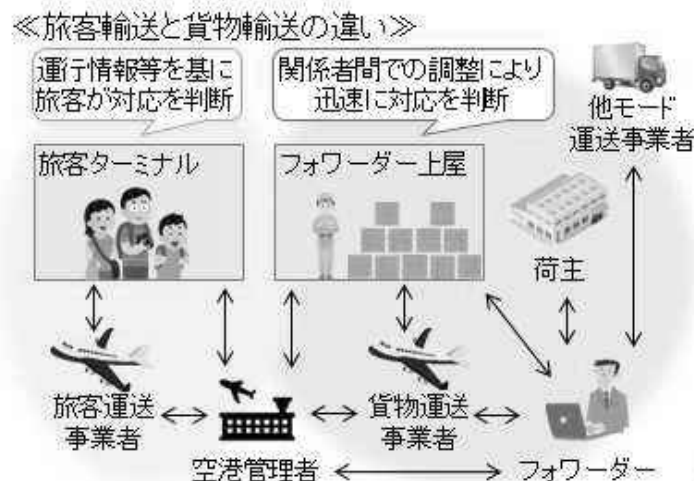 ≪旅客輸送と貨物輸送の違い≫
運行情報等を基に
旅客が対応を判断
関係者間での調整により
迅速に対応を判断
他モード
運送事業者
旅客ターミナル
フォワーダー上屋
荷主
旅客運送
事業者
貨物運送
事業者
空港管理者
フォワーダー